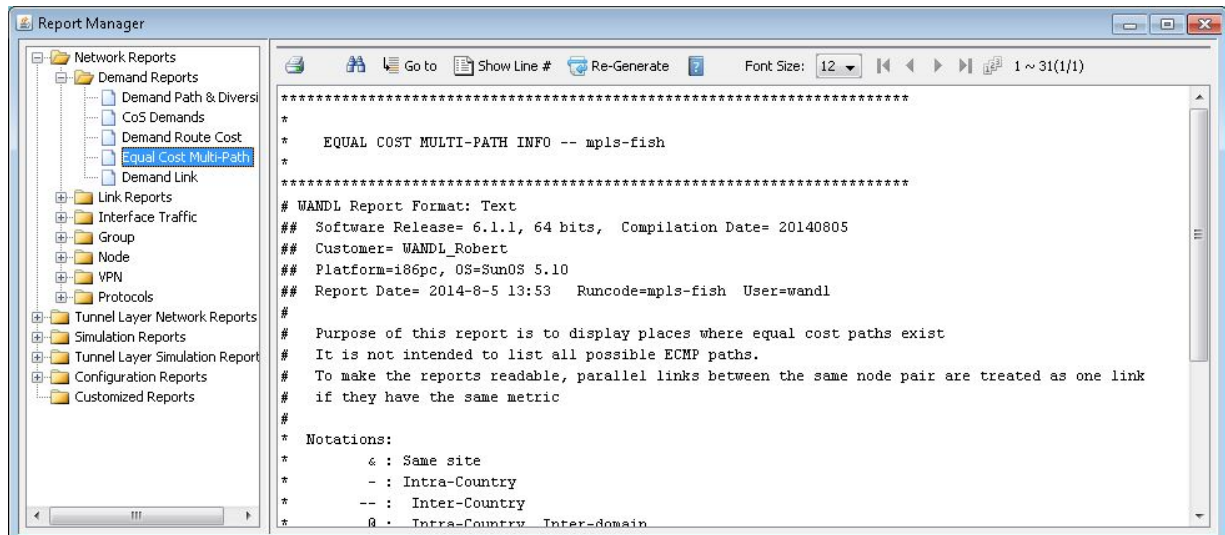 Report Manager
Network Reports
Demand Reports
Demand Path & Diversi
CoS Demands
Demand Route Cost
Equal Cost Multi-Path
Demand Link
Link Reports
Interface Traffic
Group
Node
VPN
Protocols
Tunnel Layer Network Reports
Simulation Reports
Tunnel Layer Simulation Report
Configuration Reports
Customized Reports
Go to Show Line # Re-Generate ? Font Size: 12 1 ~ 31(1/1)
************************************************************************
*
* EQUAL COST MULTI-PATH INFO -- mpls-fish
*
************************************************************************
# WANDL Report Format: Text
## Software Release= 6.1.1, 64 bits, Compilation Date= 20140805
## Customer= WANDL_Robert
## Platform=i86pc, OS=SunOS 5.10
## Report Date= 2014-8-5 13:53 Runcode=mpls-fish User=wandl
#
# Purpose of this report is to display places where equal cost paths exist
# It is not intended to list all possible ECMP paths.
# To make the reports readable, parallel links between the same node pair are treated as one link
# if they have the same metric
#
* Notations:
* & : Same site
* - : Intra-Country
* -- : Inter-Country
* @ : Intra-Country, Inter-domain